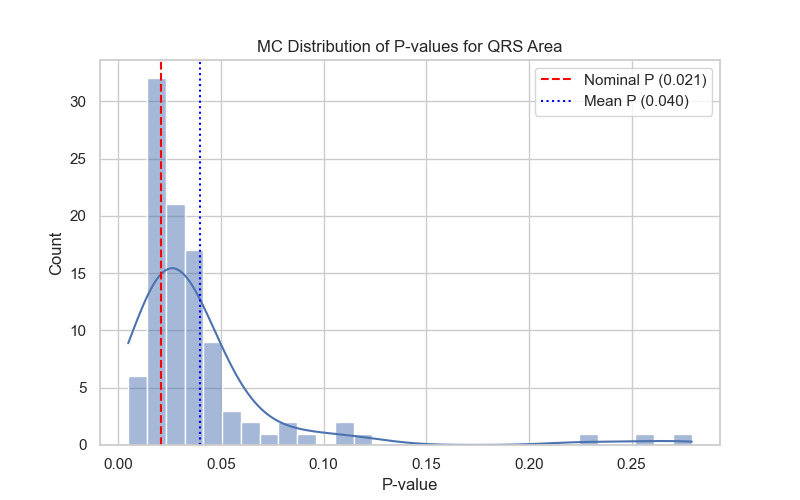 MC Distribution of P-values for QRS Area
Nominal P (0.021)
Mean P (0.040)
30
25
20
15
10
5
0
Count
0.00 0.05 0.10 0.15 0.20 0.25
P-value